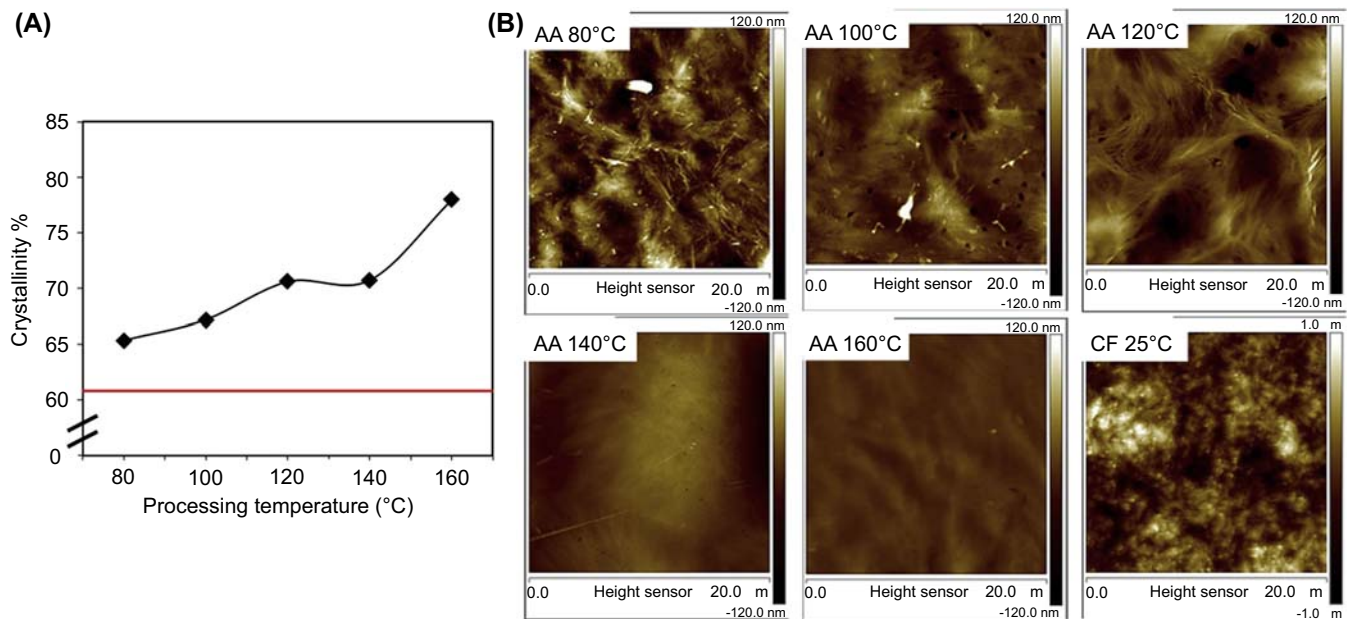 (A)
85
80
75
70
65
60
0
Crystallinity %
80 100 120 140 160
Processing temperature (°C)
(B)
120.0 nm
AA 80°C
0.0 Height sensor 20.0 m
-120.0 nm
120.0 nm
AA 100°C
0.0 Height sensor 20.0 m
-120.0 nm
120.0 nm
AA 120°C
0.0 Height sensor 20.0 m
-120.0 nm
120.0 nm
AA 140°C
0.0 Height sensor 20.0 m
-120.0 nm
120.0 nm
AA 160°C
0.0 Height sensor 20.0 m
-120.0 nm
1.0 m
CF 25°C
0.0 Height sensor 20.0 m
-1.0 m